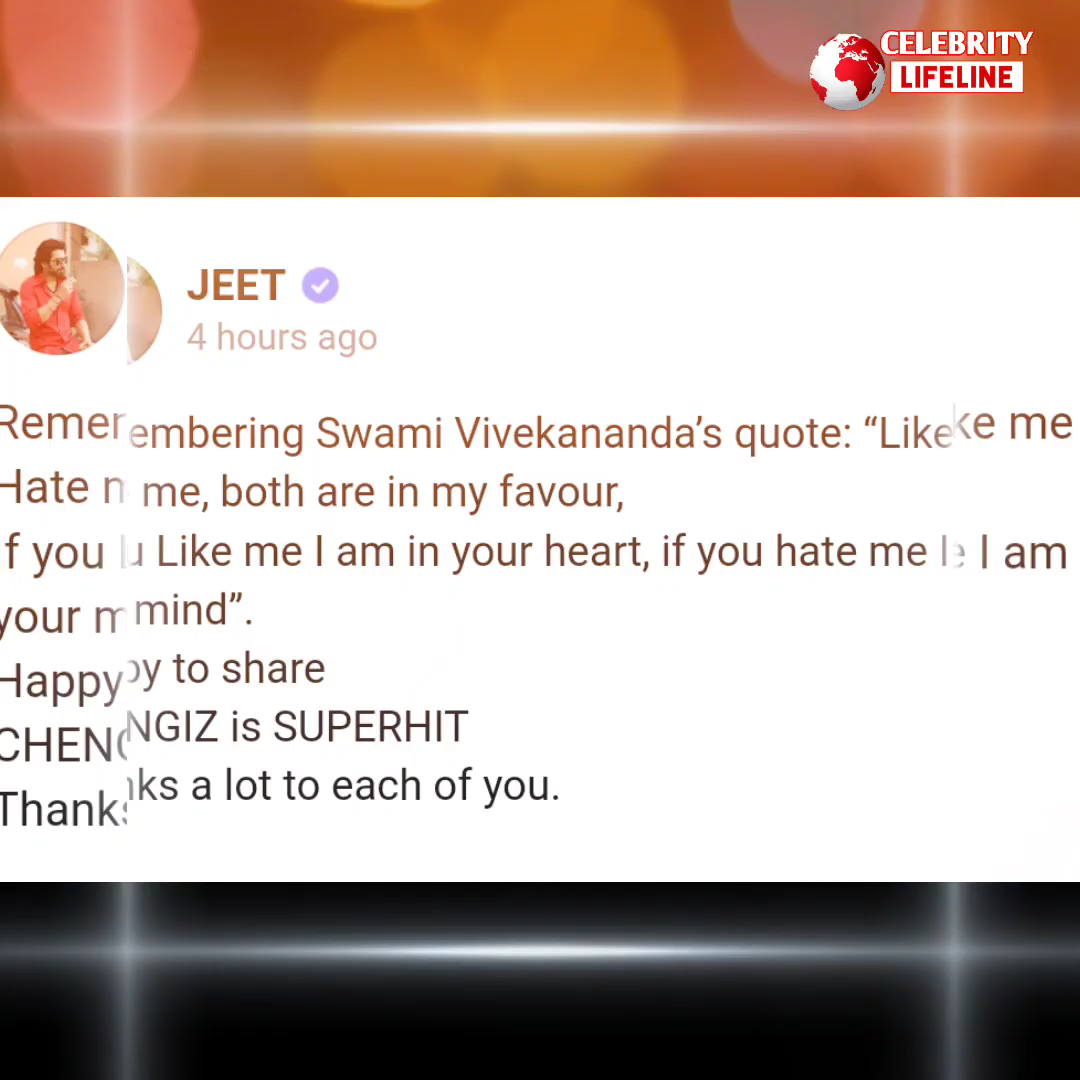 CELEBRITY
LIFELINE
JEET
4 hours ago
Remembering Swami Vivekananda’s quote: “Like me
Hate me, both are in my favour,
If you Like me I am in your heart, if you hate me I am
your mind”.
Happy to share
CHENGIZ is SUPERHIT
Thanks a lot to each of you.